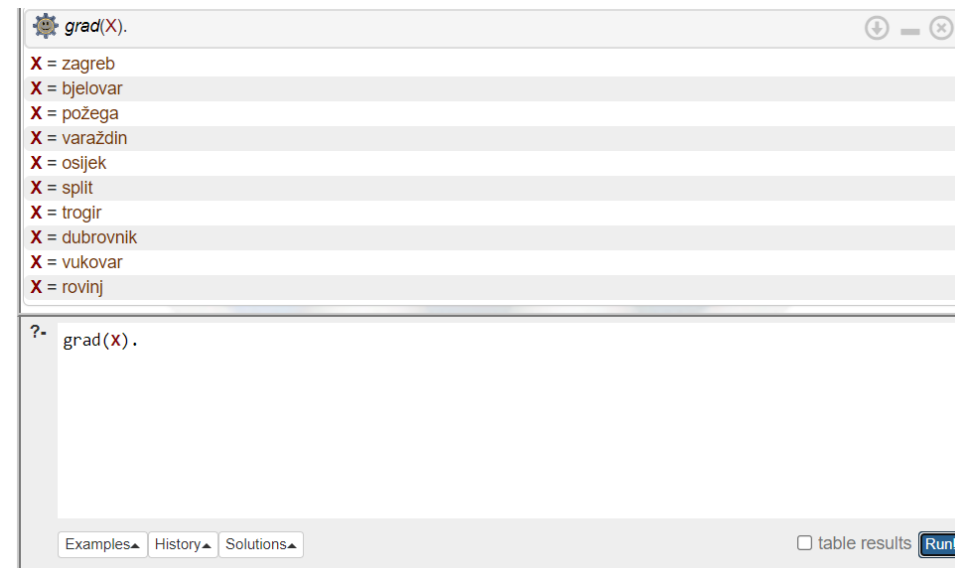 grad(X).
X = zagreb
X = bjelovar
X = požega
X = varaždin
X = osijek
X = split
X = trogir
X = dubrovnik
X = vukovar
X = rovinj
?- grad(X).
Examples▴ History▴ Solutions▴ table results Run!